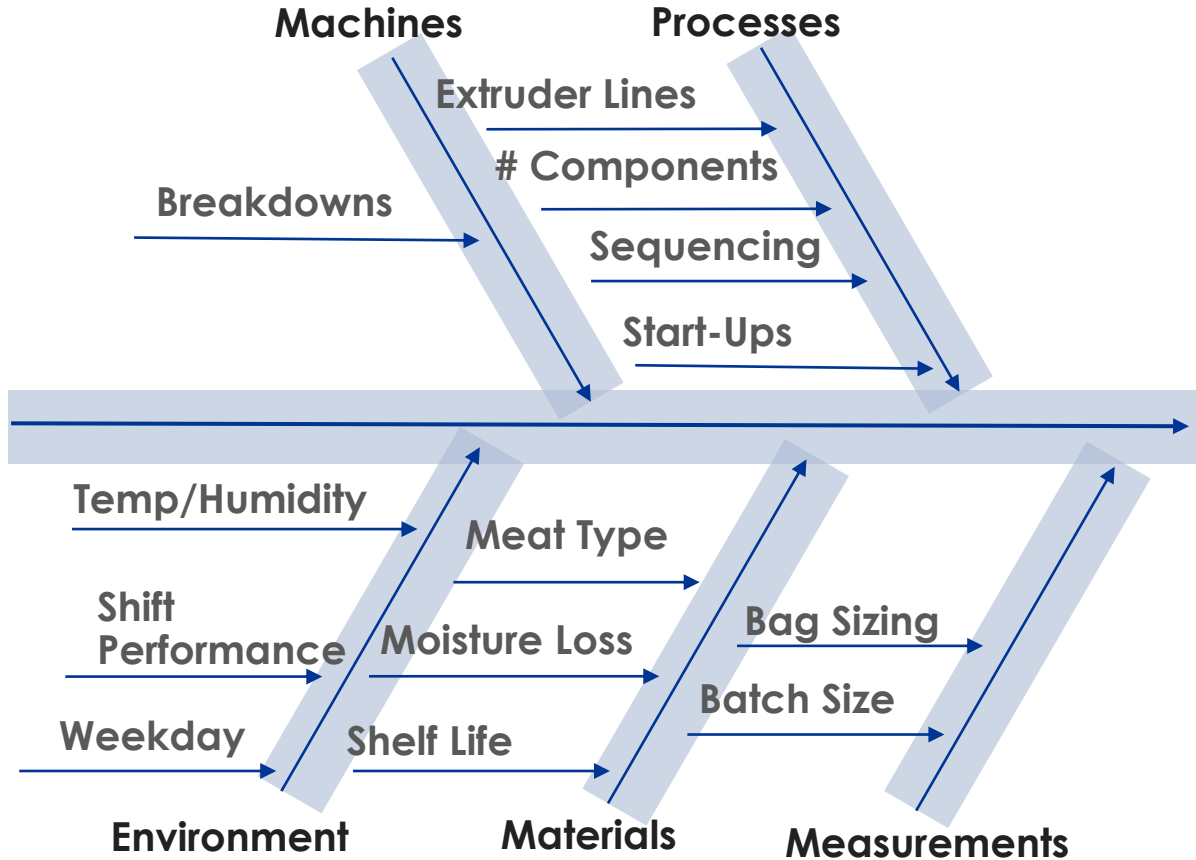 Machines
Processes
Extruder Lines
# Components
Breakdowns
Sequencing
Start-Ups
Temp/Humidity
Meat Type
Shift
Performance
Moisture Loss
Bag Sizing
Batch Size
Weekday
Shelf Life
Environment
Materials
Measurements